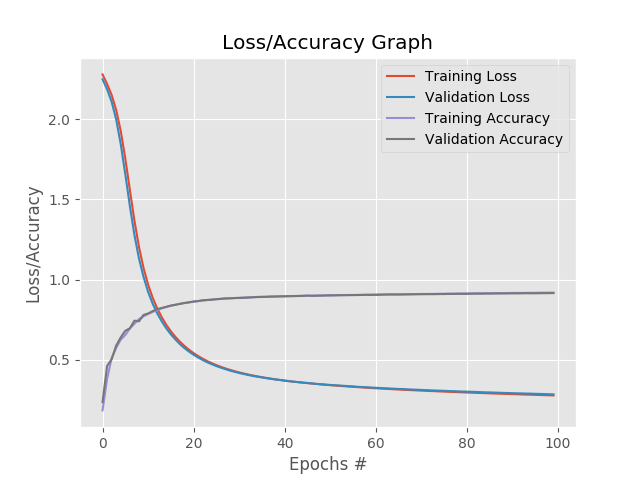 Loss/Accuracy Graph
Training Loss
Validation Loss
Training Accuracy
Validation Accuracy
Loss/Accuracy
2.0
1.5
1.0
0.5
0 20 40 60 80 100
Epochs #